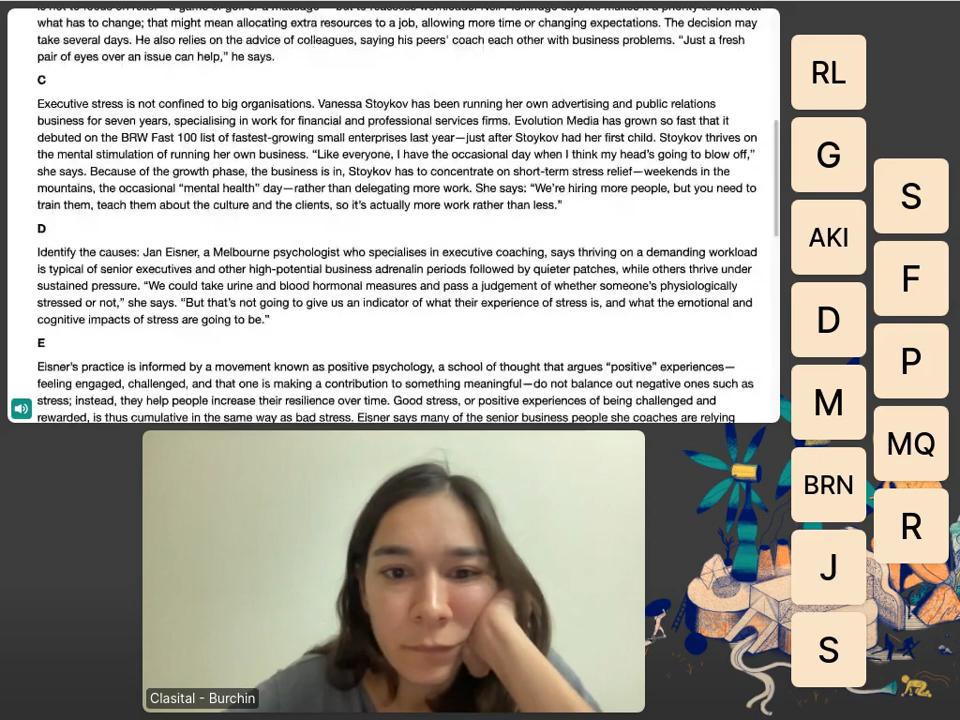 what has to change; that might mean allocating extra resources to a job, allowing more time or changing expectations. The decision may
take several days. He also relies on the advice of colleagues, saying his peers' coach each other with business problems. “Just a fresh
pair of eyes over an issue can help,” he says.
C
Executive stress is not confined to big organisations. Vanessa Stoykov has been running her own advertising and public relations
business for seven years, specialising in work for financial and professional services firms. Evolution Media has grown so fast that it
debuted on the BRW Fast 100 list of fastest-growing small enterprises last year—just after Stoykov had her first child. Stoykov thrives on
the mental stimulation of running her own business. “Like everyone, I have the occasional day when I think my head’s going to blow off,”
she says. Because of the growth phase, the business is in, Stoykov has to concentrate on short-term stress relief—weekends in the
mountains, the occasional “mental health” day—rather than delegating more work. She says: “We’re hiring more people, but you need to
train them, teach them about the culture and the clients, so it’s actually more work rather than less.”
D
Identify the causes: Jan Eisner, a Melbourne psychologist who specialises in executive coaching, says thriving on a demanding workload
is typical of senior executives and other high-potential business adrenalin periods followed by quieter patches, while others thrive under
sustained pressure. “We could take urine and blood hormonal measures and pass a judgement of whether someone’s physiologically
stressed or not,” she says. “But that’s not going to give us an indicator of what their experience of stress is, and what the emotional and
cognitive impacts of stress are going to be.”
E
Eisner’s practice is informed by a movement known as positive psychology, a school of thought that argues “positive” experiences—
feeling engaged, challenged, and that one is making a contribution to something meaningful—do not balance out negative ones such as
stress; instead, they help people increase their resilience over time. Good stress, or positive experiences of being challenged and
rewarded, is thus cumulative in the same way as bad stress. Eisner says many of the senior business people she coaches are relying
RL
G
S
AKI
F
D
P
M
MQ
BRN
R
J
S
Clasital - Burchin